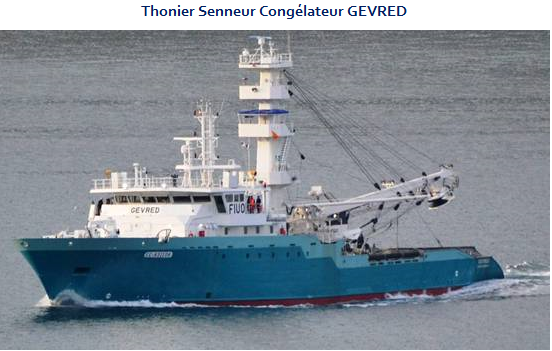 Thonier Senneur Congélateur GEVRED
GEVRED
FIUO